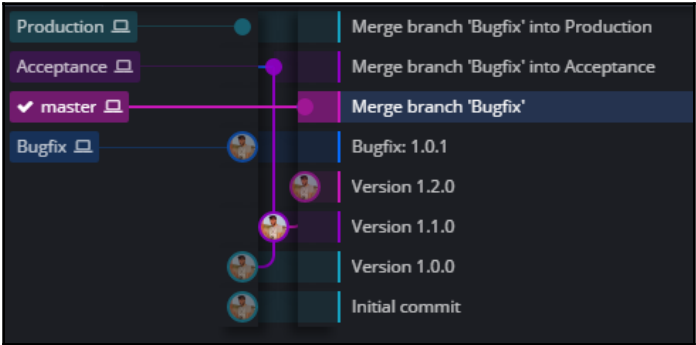 Production Merge branch 'Bugfix' into Production
Acceptance Merge branch 'Bugfix' into Acceptance
master Merge branch 'Bugfix'
Bugfix Bugfix: 1.0.1
Version 1.2.0
Version 1.1.0
Version 1.0.0
Initial commit